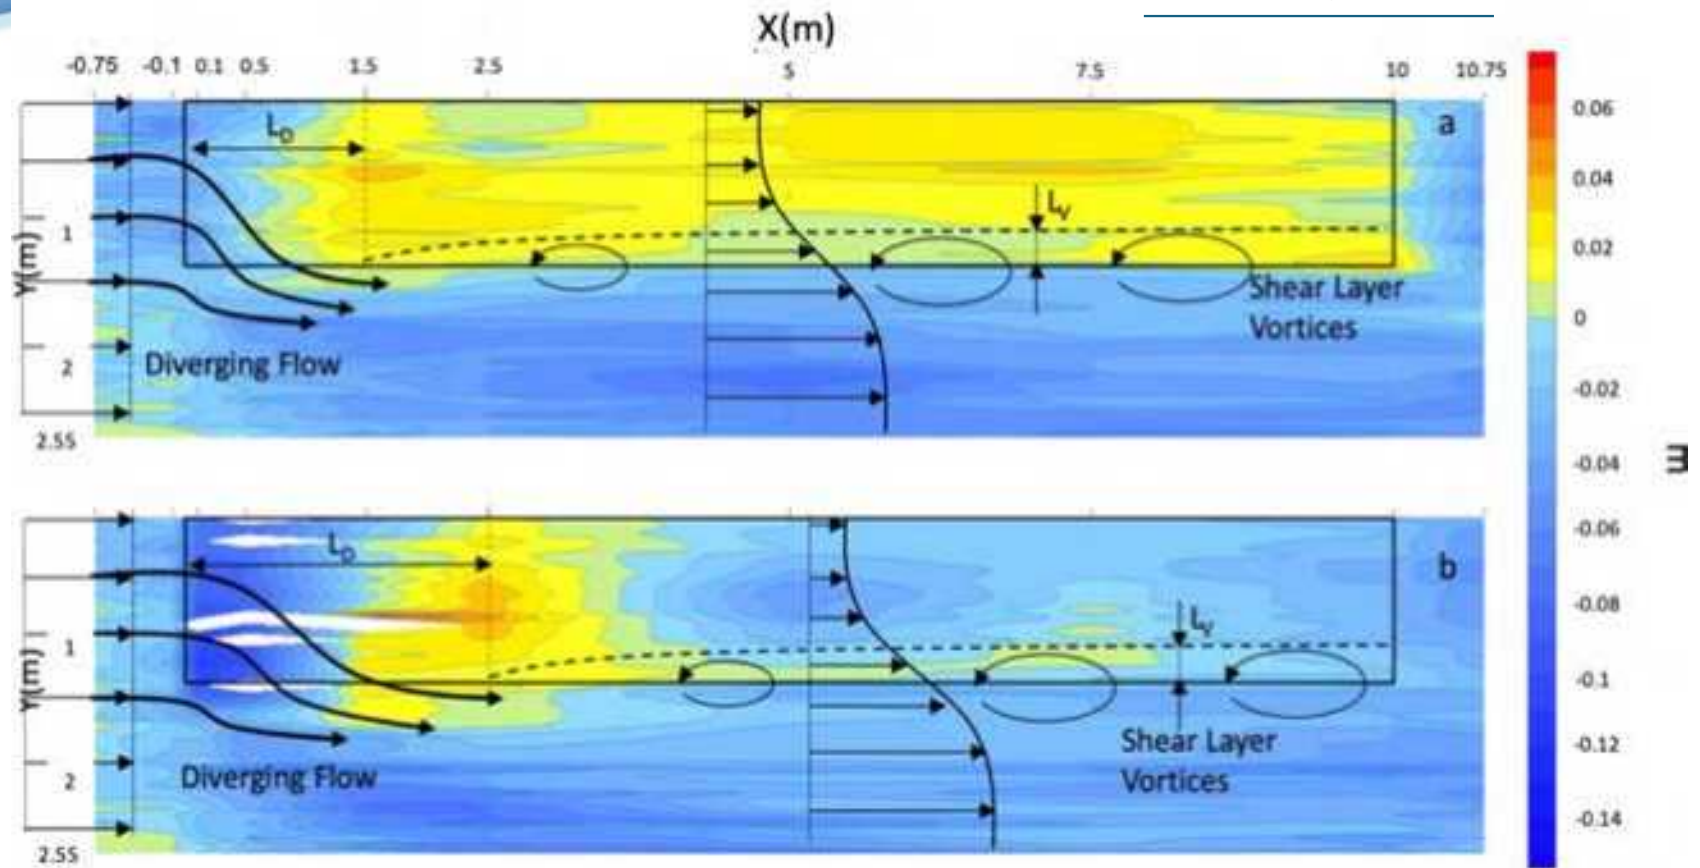 X(m)
-0.75 -0.1 0.1 0.5 1.5 2.5 5 7.5 10 10.75
a
L_D
L_V
1
Y(m)
2
2.55
Diverging Flow
Shear Layer
Vortices
b
L_D
L_V
1
Y(m)
2
2.55
Diverging Flow
Shear Layer
Vortices
0.06
0.04
0.02
0
-0.02
-0.04
-0.06
-0.08
-0.1
-0.12
-0.14
m